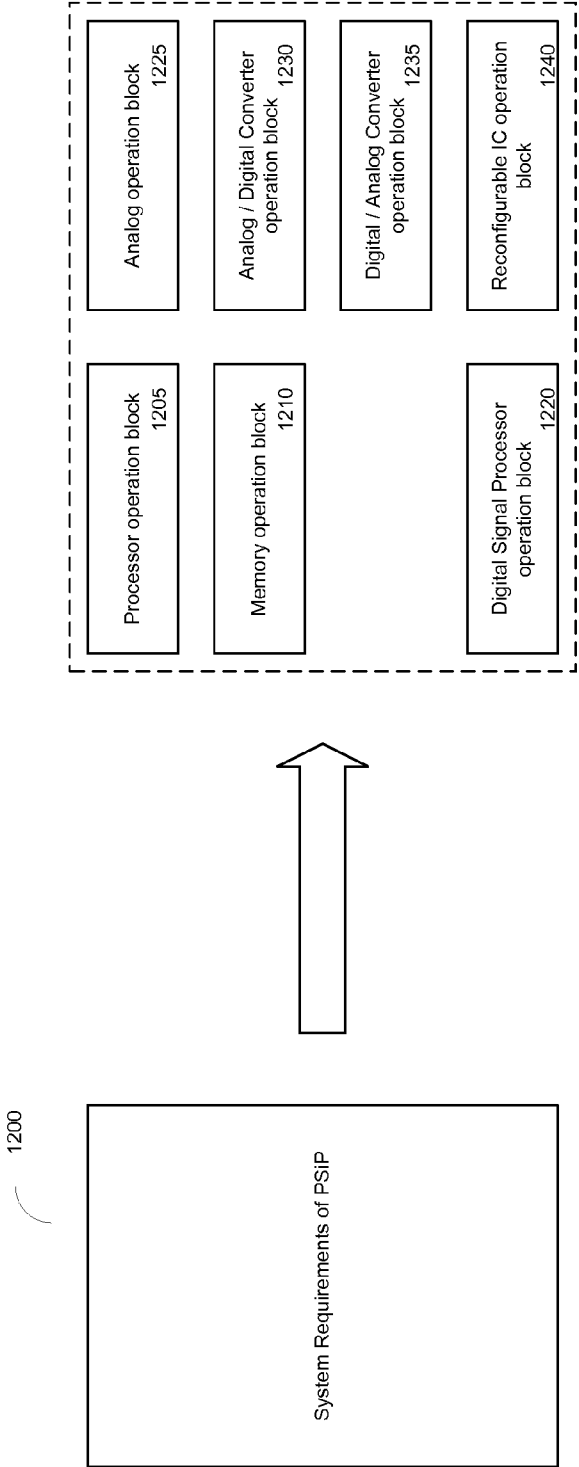 1200
System Requirements of PSiP
Processor operation block
1205
Memory operation block
1210
Digital Signal Processor
operation block
1220
Analog operation block
1225
Analog / Digital Converter
operation block
1230
Digital / Analog Converter
operation block
1235
Reconfigurable IC operation
block
1240